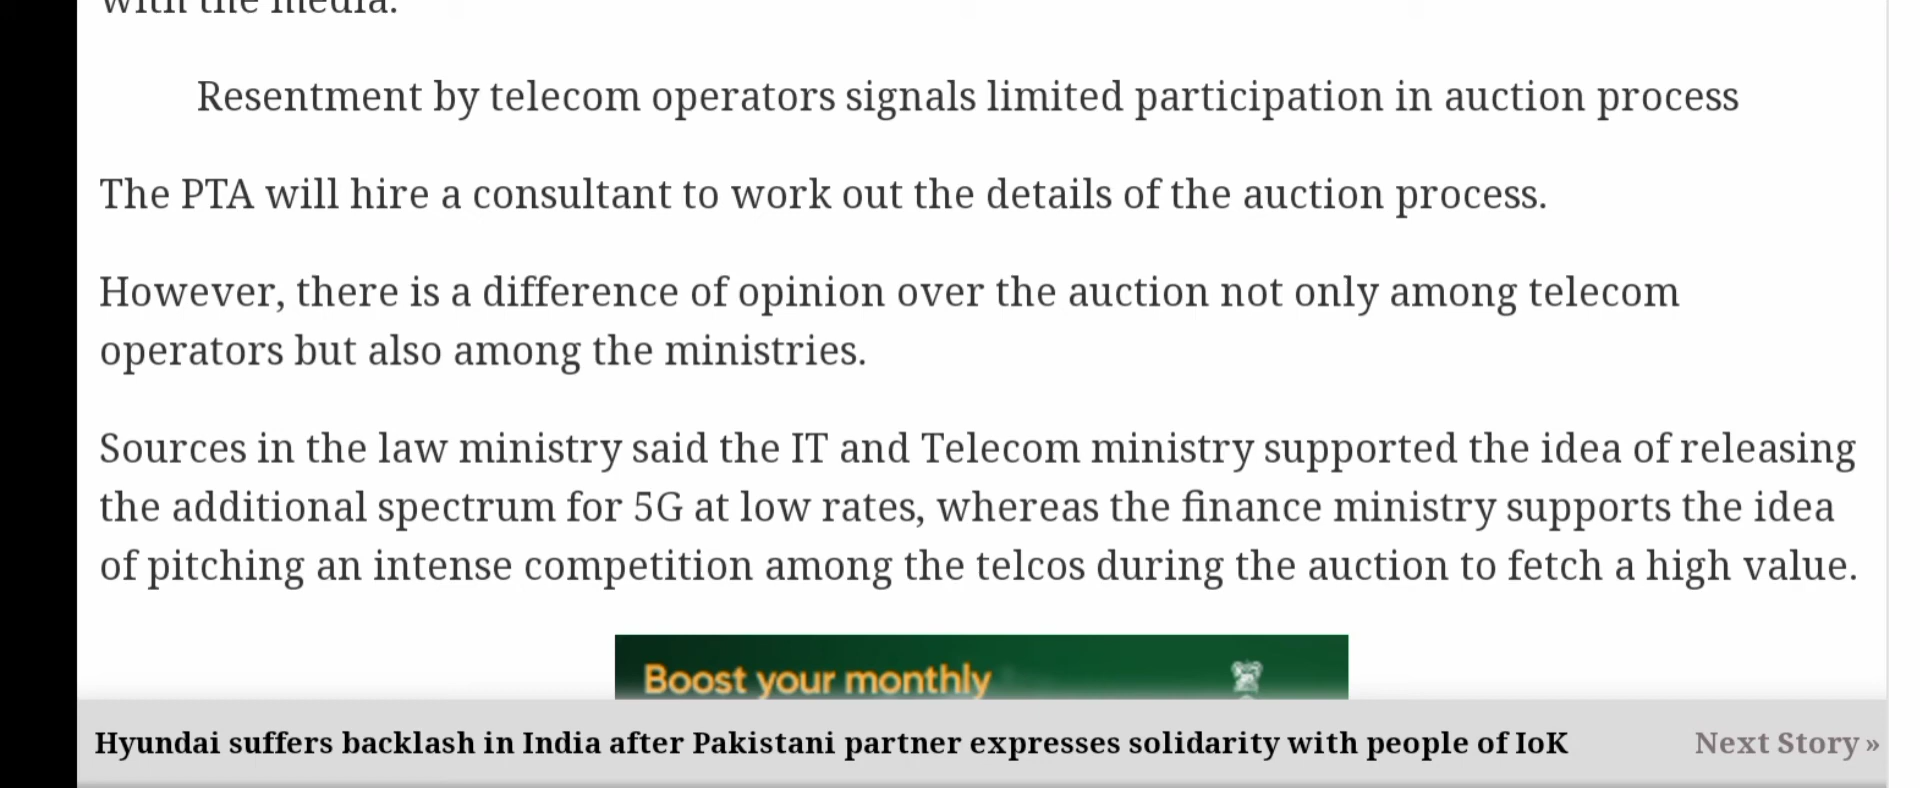 with the media.
Resentment by telecom operators signals limited participation in auction process
The PTA will hire a consultant to work out the details of the auction process.
However, there is a difference of opinion over the auction not only among telecom
operators but also among the ministries.
Sources in the law ministry said the IT and Telecom ministry supported the idea of releasing
the additional spectrum for 5G at low rates, whereas the finance ministry supports the idea
of pitching an intense competition among the telcos during the auction to fetch a high value.
Boost your monthly
Hyundai suffers backlash in India after Pakistani partner expresses solidarity with people of IoK
Next Story »